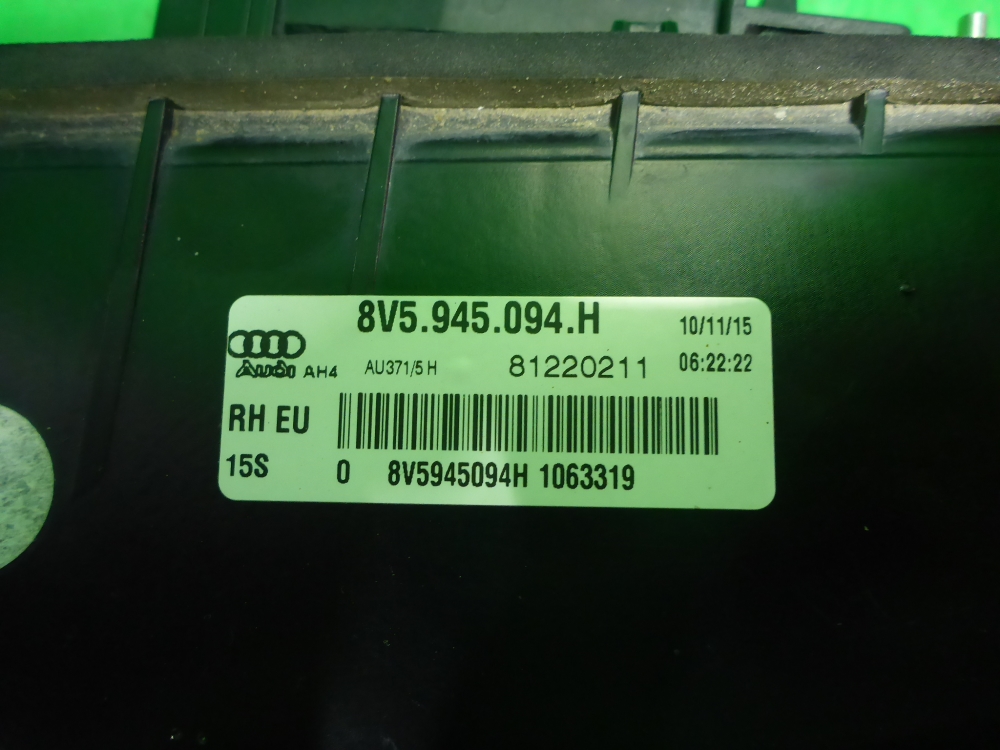 8V5.945.094.H
10/11/15
Audi AH4
AU371/5 H
81220211
06:22:22
RH EU
15S
0 8V5945094H 1063319